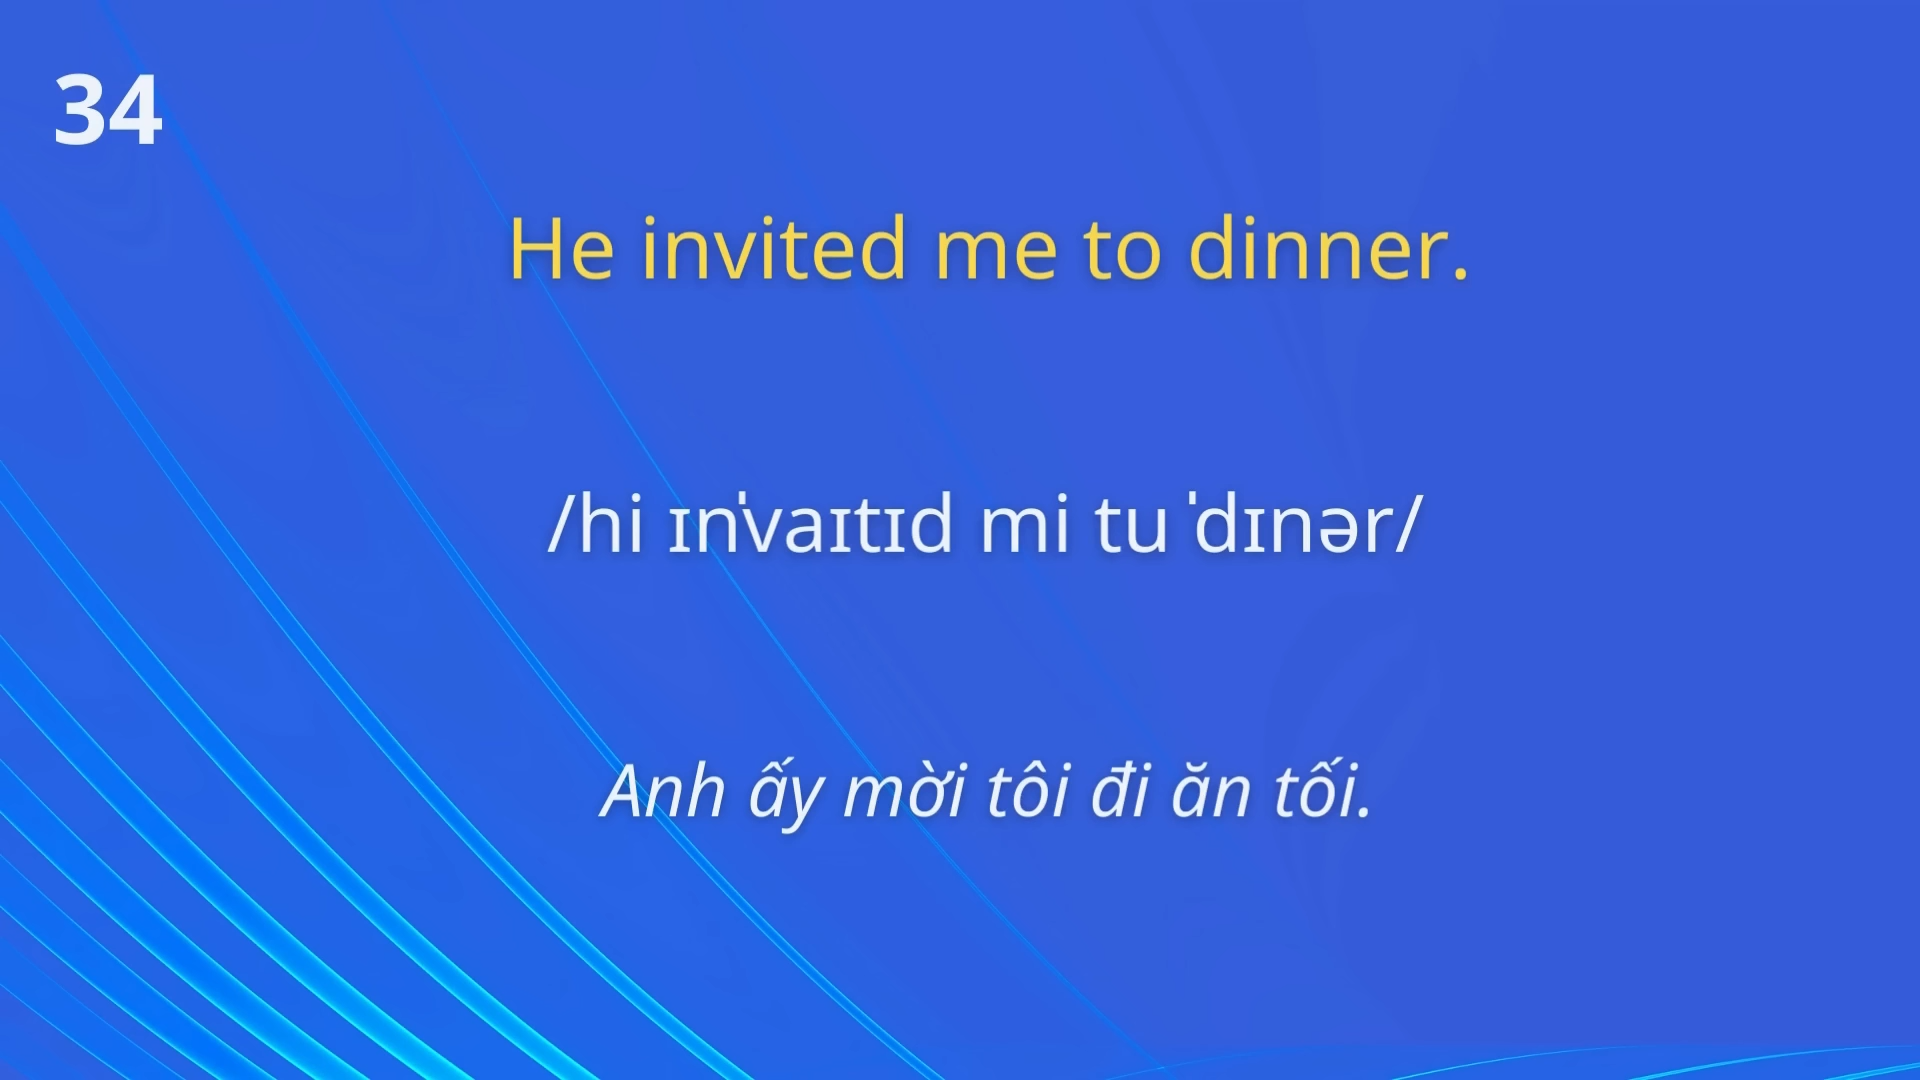 34
He invited me to dinner.
/hi ɪnˈvaɪtɪd mi tu ˈdɪnər/
Anh ấy mời tôi đi ăn tối.